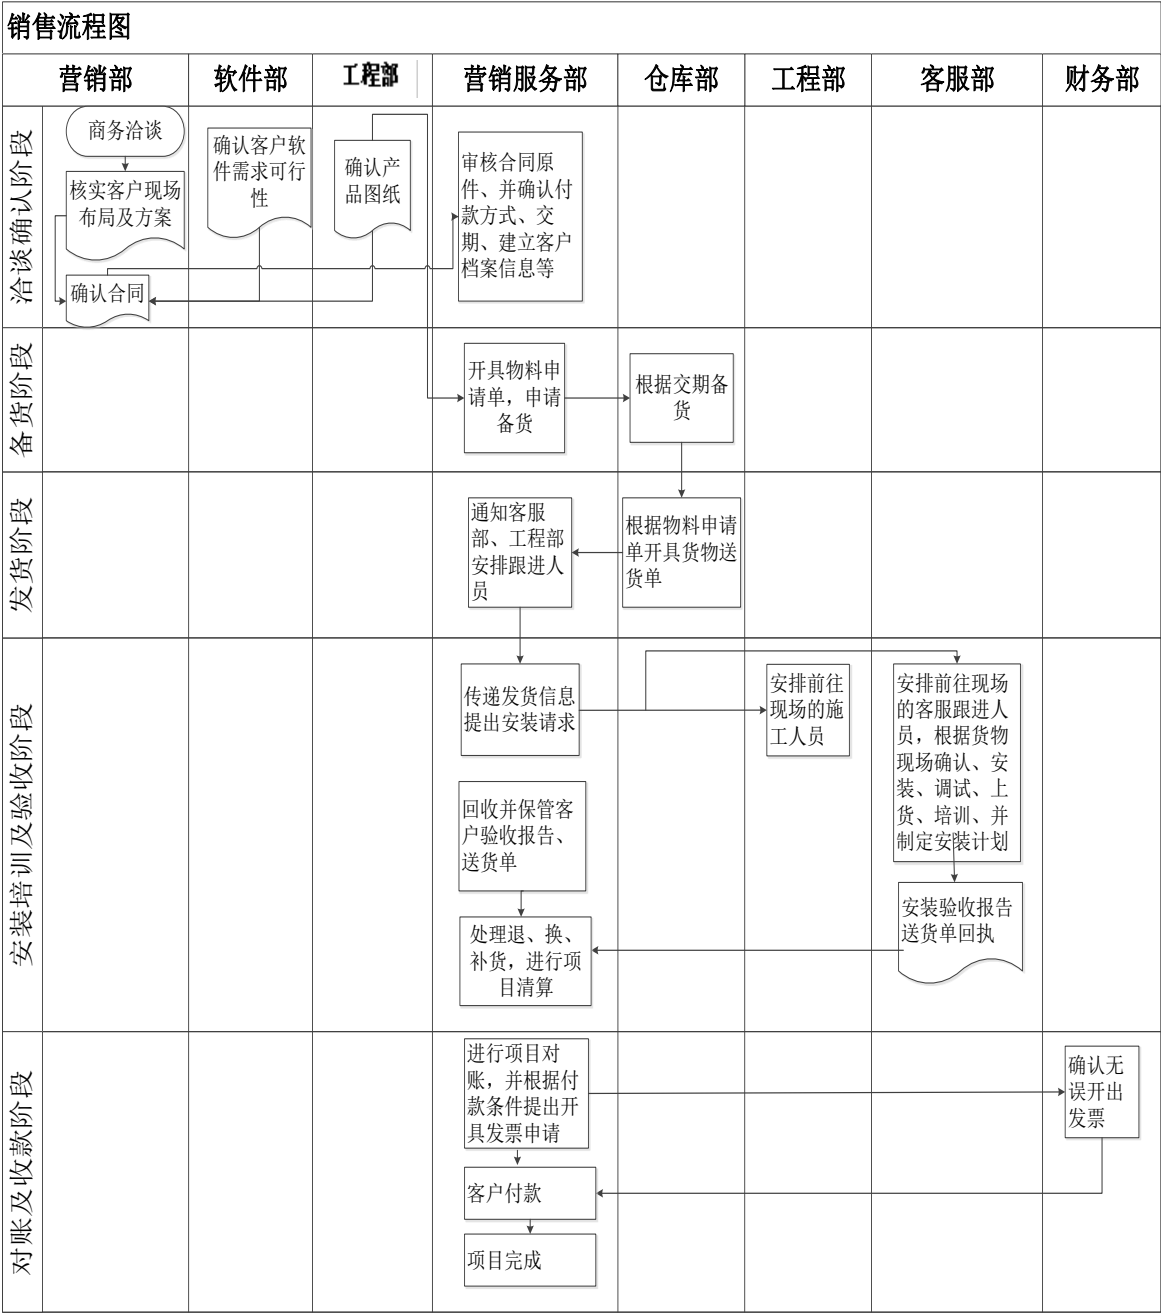 销售流程图
营销部
软件部
工程部
营销服务部
仓库部
工程部
客服部
财务部
洽谈确认阶段
商务洽谈
核实客户现场
布局及方案
确认合同
确认客户软
件需求可行
性
确认产
品图纸
审核合同原
件、并确认付
款方式、交
期、建立客户
档案信息等
备货阶段
开具物料申
请单，申请
备货
根据交期备
货
发货阶段
通知客服
部、工程部
安排跟进人
员
根据物料申请
单开具货物送
货单
安装培训及验收阶段
传递发货信息
提出安装请求
安排前往
现场的施
工人员
安排前往现场
的客服跟进人
员，根据货物
现场确认、安
装、调试、上
货、培训、并
制定安装计划
回收并保管客
户验收报告、
送货单
处理退、换、
补货，进行项
目清算
安装验收报告
送货单回执
对账及收款阶段
进行项目对
账，并根据付
款条件提出开
具发票申请
确认无
误开出
发票
客户付款
项目完成